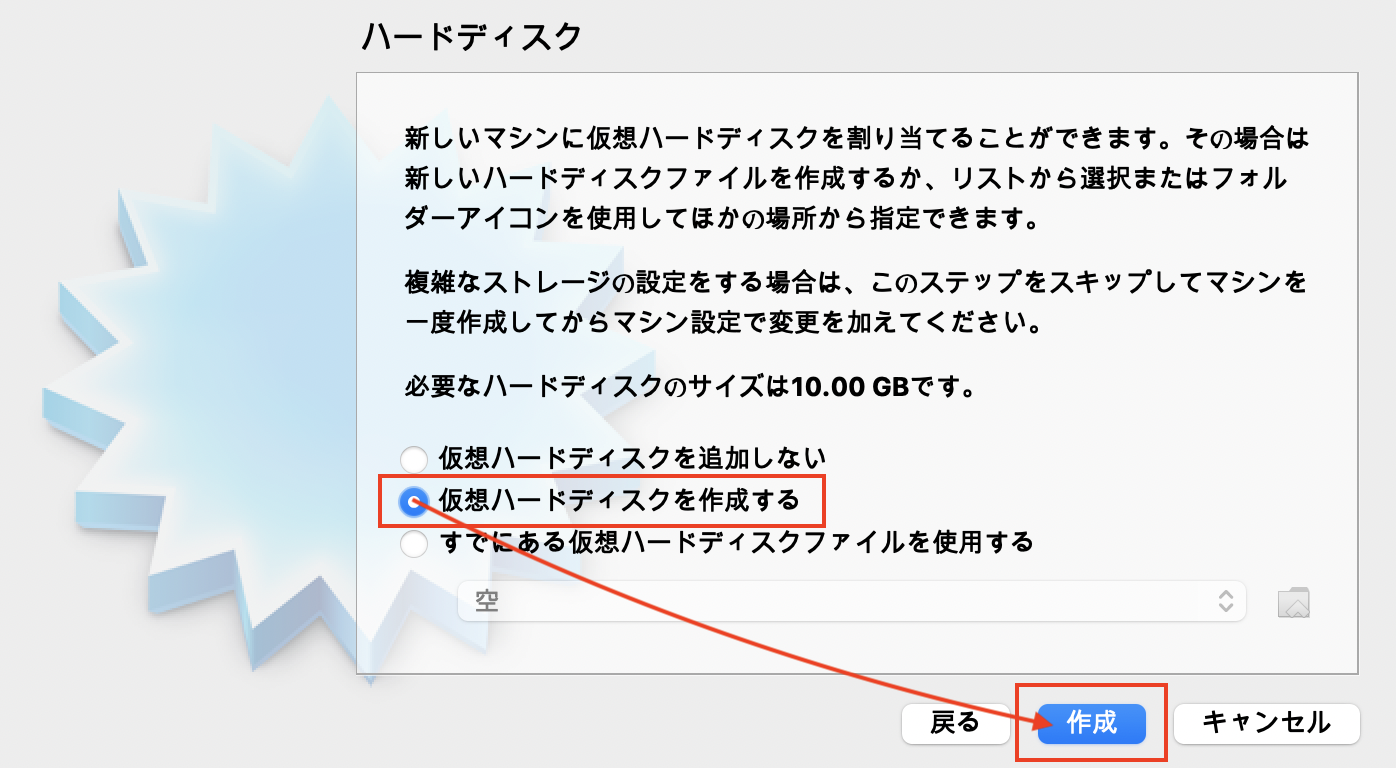 ハードディスク
新しいマシンに仮想ハードディスクを割り当てることができます。その場合は
新しいハードディスクファイルを作成するか、リストから選択またはフォル
ダーアイコンを使用してほかの場所から指定できます。
複雑なストレージの設定をする場合は、このステップをスキップしてマシンを
一度作成してからマシン設定で変更を加えてください。
必要なハードディスクのサイズは10.00 GBです。
仮想ハードディスクを追加しない
仮想ハードディスクを作成する
すでにある仮想ハードディスクファイルを使用する
空
戻る
作成
キャンセル